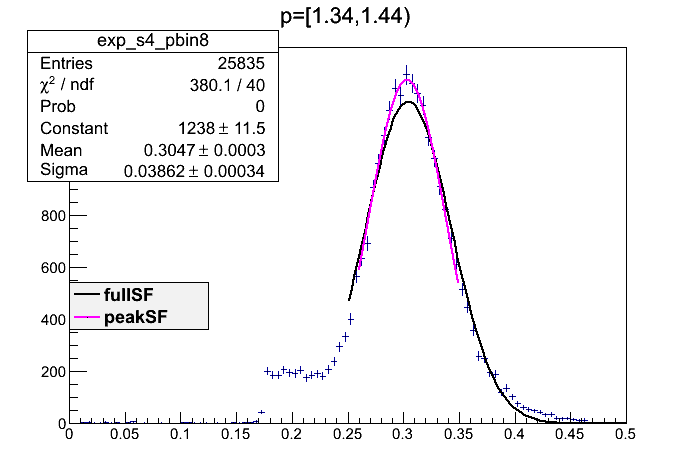 p=[1.34,1.44)
exp_s4_pbin8
Entries 25835
χ² / ndf 380.1 / 40
Prob 0
Constant 1238 ± 11.5
Mean 0.3047 ± 0.0003
Sigma 0.03862 ± 0.00034
800
600
fullSF
peakSF
400
200
0
0 0.05 0.1 0.15 0.2 0.25 0.3 0.35 0.4 0.45 0.5